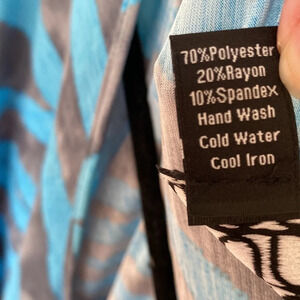 70%Polyester
20%Rayon
10%Spandex
Hand Wash
Cold Water
Cool Iron